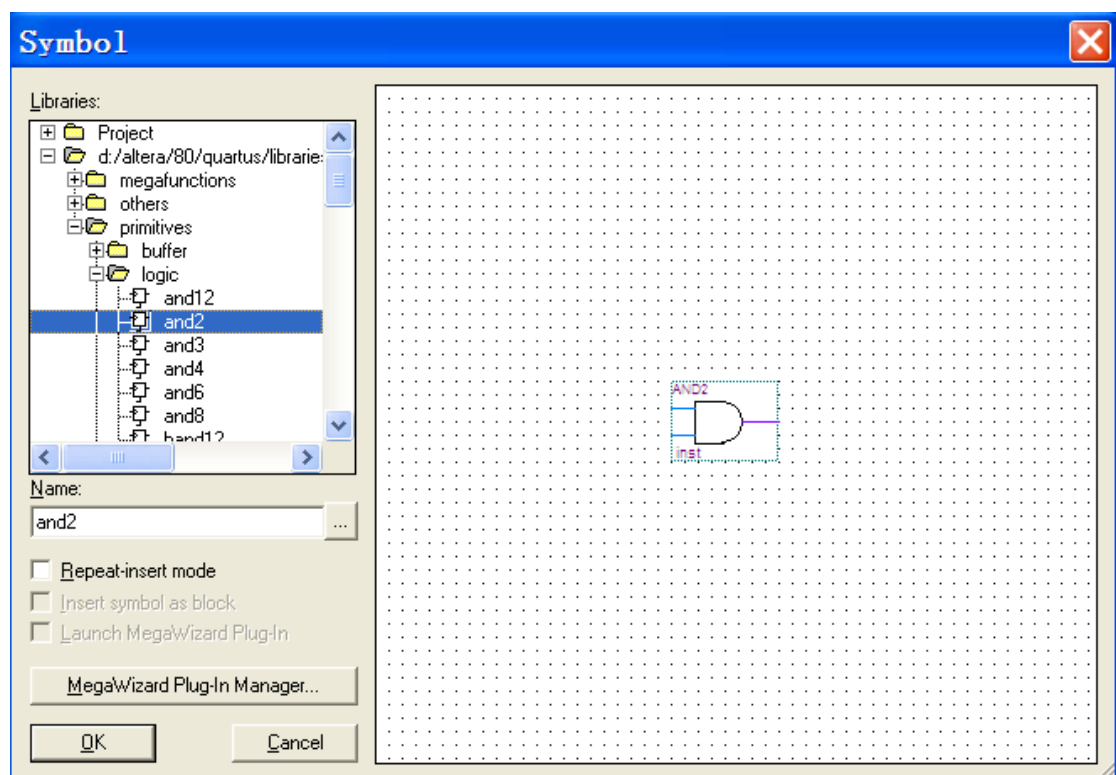 Symbol
Libraries:
Project
d:/altera/80/quartus/librarie
megafunctions
others
primitives
buffer
logic
and12
and2
and3
and4
and6
and8
band12
AND2
inst
Name:
and2
...
Repeat-insert mode
Insert symbol as block
Launch MegaWizard Plug-In
MegaWizard Plug-In Manager...
OK
Cancel